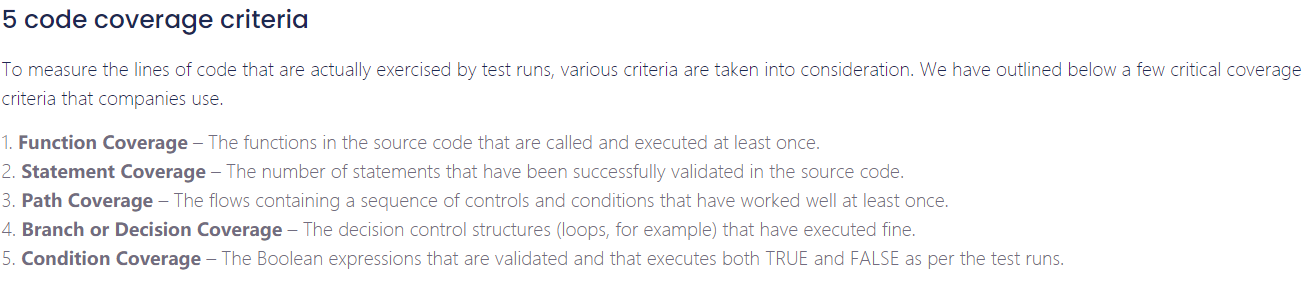 5 code coverage criteria
To measure the lines of code that are actually exercised by test runs, various criteria are taken into consideration. We have outlined below a few critical coverage
criteria that companies use.
1. Function Coverage – The functions in the source code that are called and executed at least once.
2. Statement Coverage – The number of statements that have been successfully validated in the source code.
3. Path Coverage – The flows containing a sequence of controls and conditions that have worked well at least once.
4. Branch or Decision Coverage – The decision control structures (loops, for example) that have executed fine.
5. Condition Coverage – The Boolean expressions that are validated and that executes both TRUE and FALSE as per the test runs.